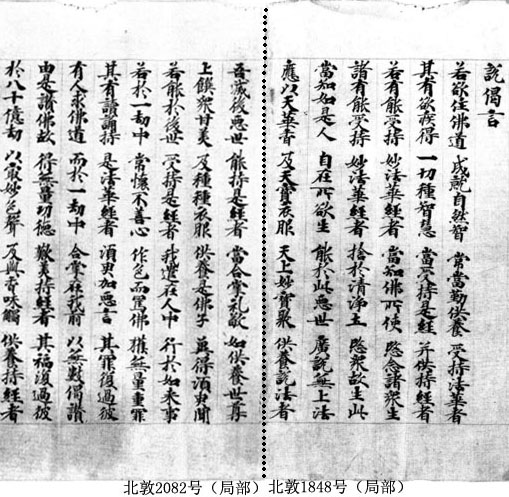 說偈言
若欲住佛道 成就自然智 常當勤供養 受持法華者
其有欲疾得 一切種智慧 當受持是經 并供持經者
若有能受持 妙法華經者 當知佛所使 愍念諸衆生
諸有能受持 妙法華經者 捨於清淨土 愍衆故生此
當知如是人 自在所欲生 能於此惡世 廣說無上法
應以天華香 及天寶衣服 天上妙寶聚 供養說法者
吾滅後惡世 能持是經者 當合掌礼敬 如供養世尊
上饌衆甘美 及種種衣服 供養是佛子 冀得須臾聞
若能於後世 受持是經者 我遣在人中 行於如來事
若於一劫中 常懷不善心 作色而罵佛 獲無量重罪
其有讀誦持 是法華經者 須臾加惡言 其罪復過彼
有人求佛道 而於一劫中 合掌在我前 以無數偈讚
由是讚佛故 得無量功德 歎美持經者 其福復過彼
於八十億劫 以最妙色聲 及與香味觸 供養持經者
北敦2082号（局部）北敦1848号（局部）